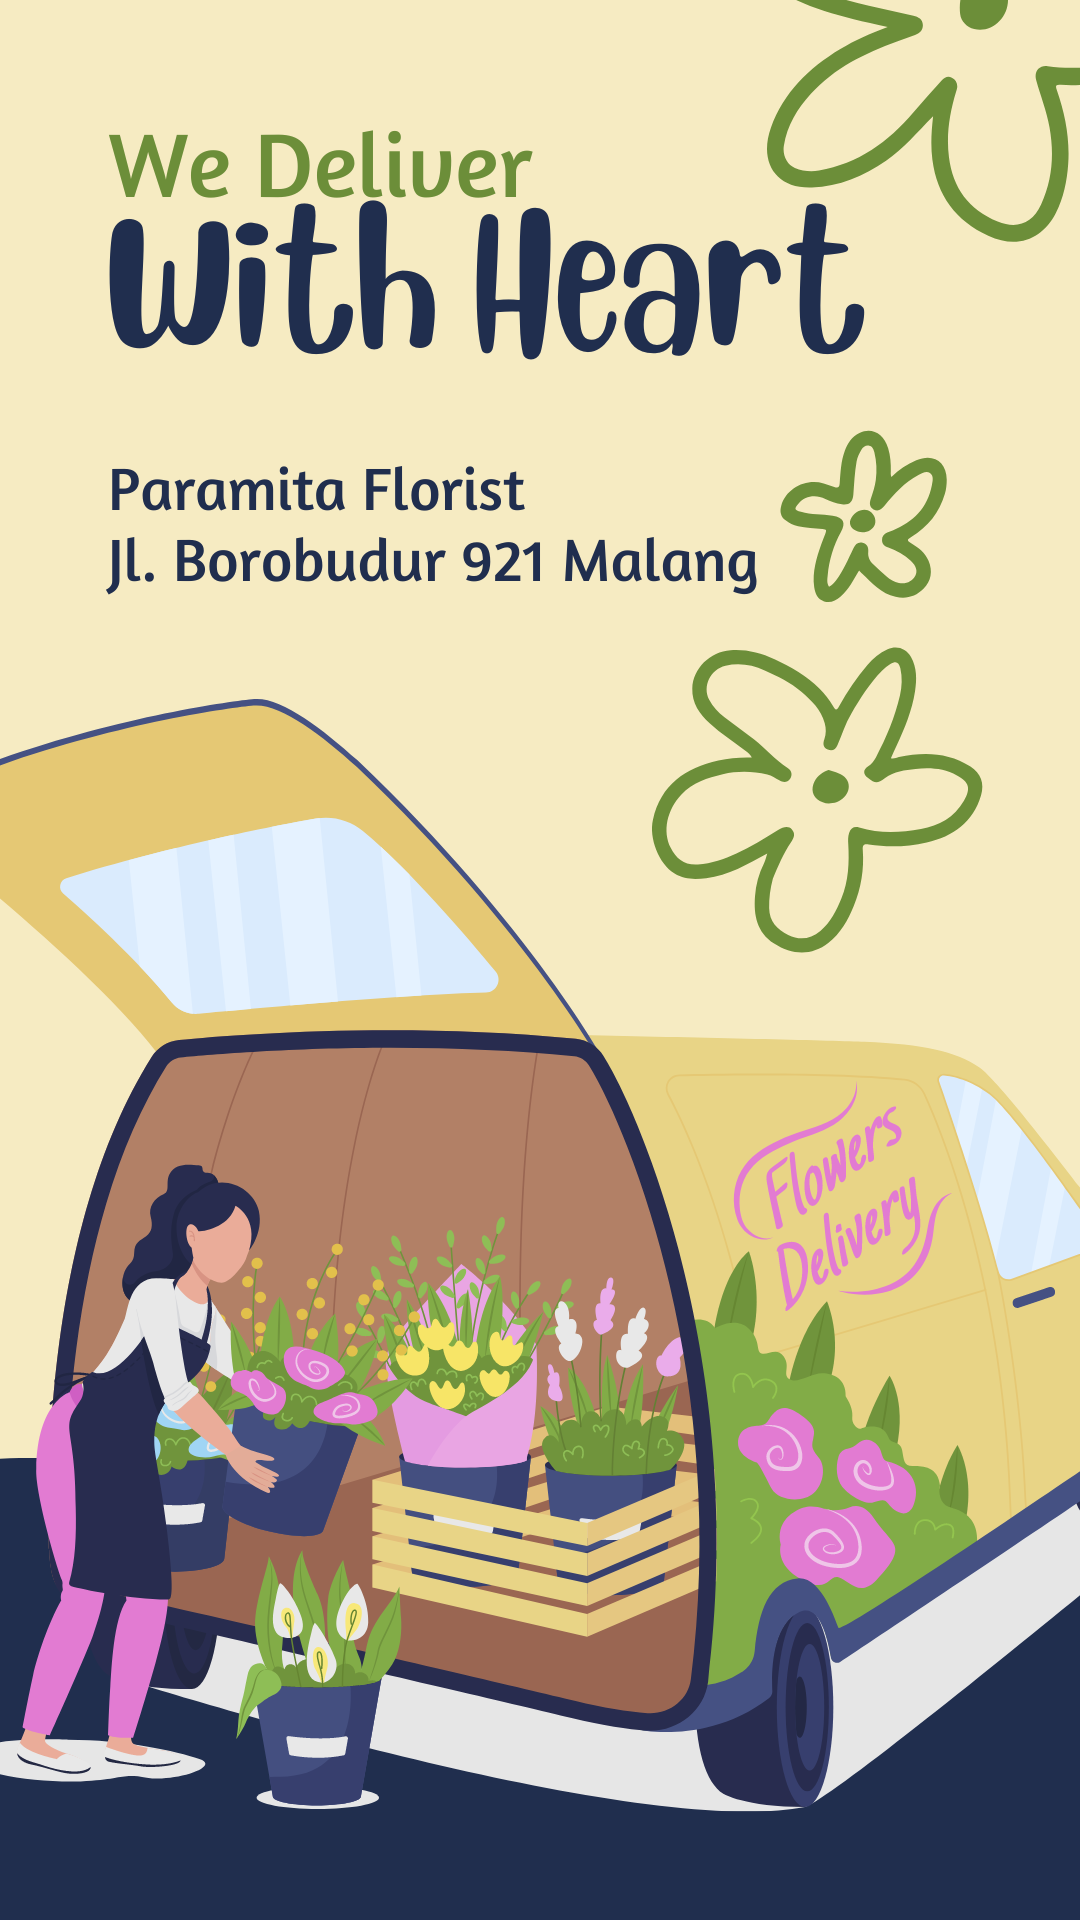 We Deliver
With Heart
Paramita Florist
Jl. Borobudur 921 Malang
Flowers
Delivery